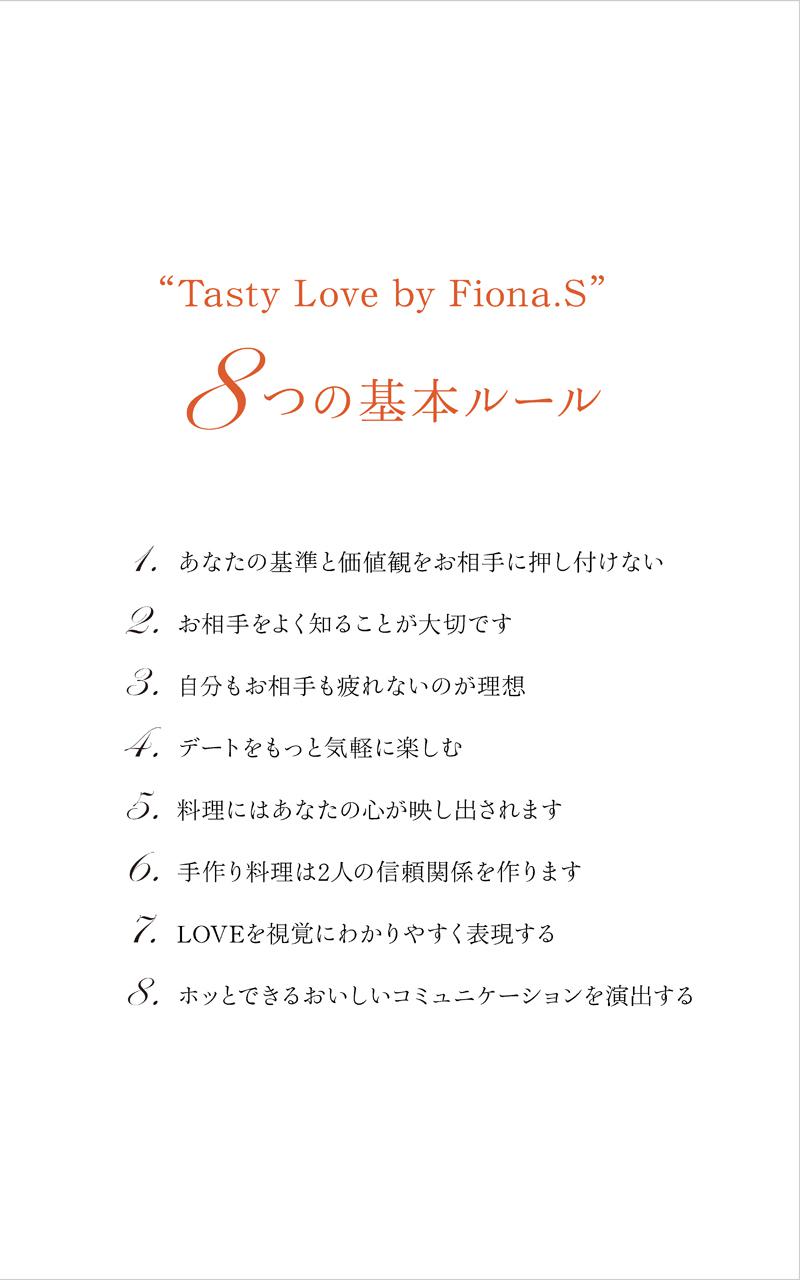 “Tasty Love by Fiona.S”
8つの基本ルール
1. あなたの基準と価値観をお相手に押し付けない
2. お相手をよく知ることが大切です
3. 自分もお相手も疲れないのが理想
4. デートをもっと気軽に楽しむ
5. 料理にはあなたの心が映し出されます
6. 手作り料理は2人の信頼関係を作ります
7. LOVEを視覚にわかりやすく表現する
8. ホッとできるおいしいコミュニケーションを演出する